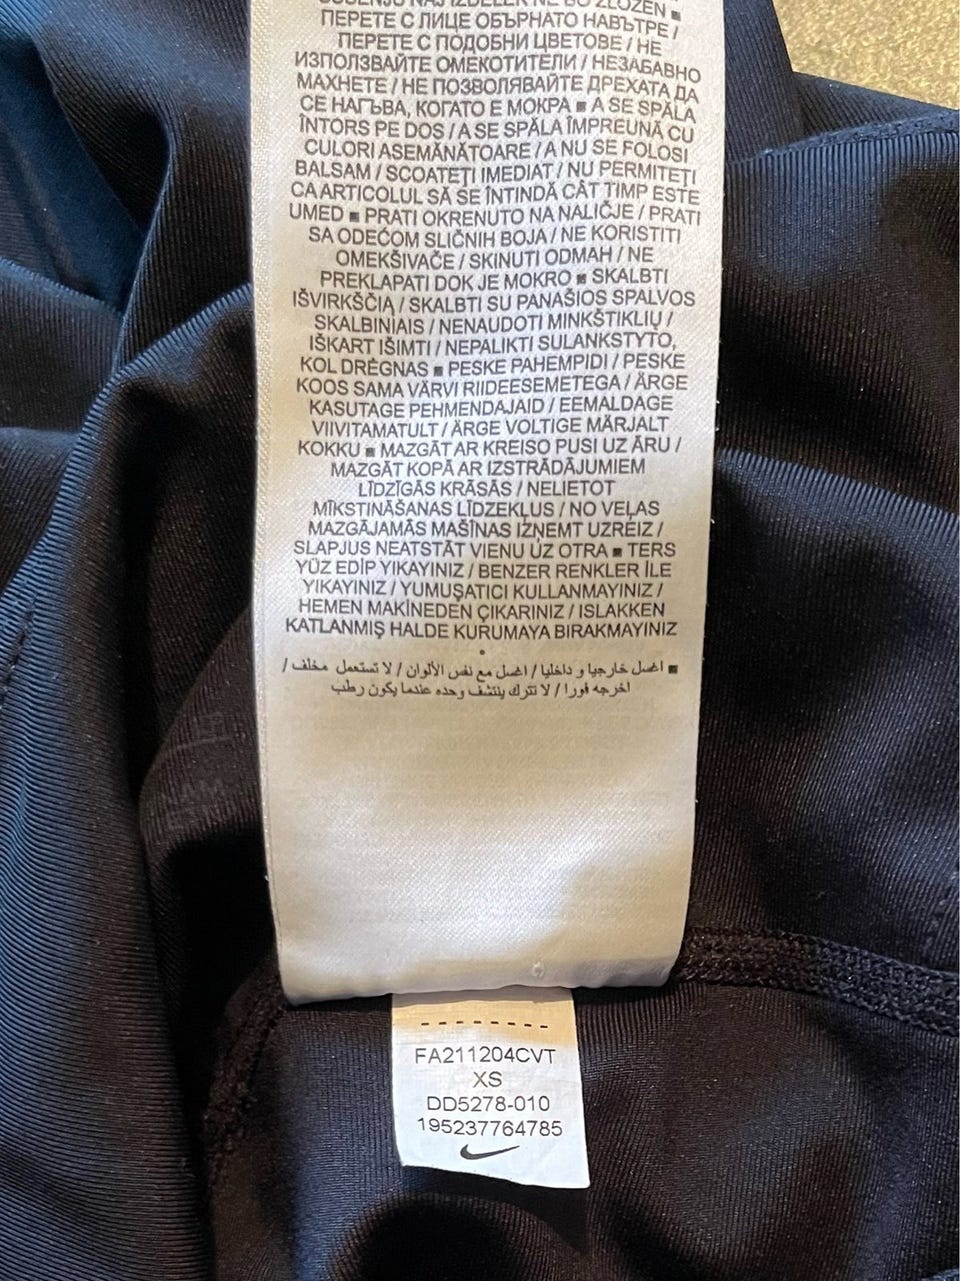 SUŠENJU NAJ IZDELEK NE BO ZLOŽEN ■
ПЕРЕТЕ С ЛИЦЕ ОБЪРНАТО НАВЪТРЕ /
ПЕРЕТЕ С ПОДОБНИ ЦВЕТОВЕ / НЕ
ИЗПОЛЗВАЙТЕ ОМЕКОТИТЕЛИ / НЕЗАБАВНО
МАХНЕТЕ / НЕ ПОЗВОЛЯВАЙТЕ ДРЕХАТА ДА
СЕ НАГЪВА, КОГАТО Е МОКРА ■ A SE SPĂLA
ÎNTORS PE DOS / A SE SPĂLA ÎMPREUNĂ CU
CULORI ASEMĂNĂTOARE / A NU SE FOLOSI
BALSAM / SCOATEȚI IMEDIAT / NU PERMITEȚI
CA ARTICOLUL SĂ SE ÎNTINDĂ CÂT TIMP ESTE
UMED ■ PRATI OKRENUTO NA NALIČJE / PRATI
SA ODEĆOM SLIČNIH BOJA / NE KORISTITI
OMEKŠIVAČE / SKINUTI ODMAH / NE
PREKLAPATI DOK JE MOKRO ■ SKALBTI
IŠVIRKŠČIĄ / SKALBTI SU PANAŠIOS SPALVOS
SKALBINIAIS / NENAUDOTI MINKŠTIKLIŲ /
IŠKART IŠIMTI / NEPALIKTI SULANKSTYTO,
KOL DRĖGNAS ■ PESKE PAHEMPIDI / PESKE
KOOS SAMA VÄRVI RIIDEESEMETEGA / ÄRGE
KASUTAGE PEHMENDAJAID / EEMALDAGE
VIIVITAMATULT / ÄRGE VOLTIGE MÄRJALT
KOKKU ■ MAZGĀT AR KREISO PUSI UZ ĀRU /
MAZGĀT KOPĀ AR IZSTRĀDĀJUMIEM
LĪDZĪGĀS KRĀSĀS / NELIETOT
MĪKSTINĀŠANAS LĪDZEKĻUS / NO VEĻAS
MAZGĀJAMĀS MAŠĪNAS IZŅEMT UZREIZ /
SLAPJUS NEATSTĀT VIENU UZ OTRA ■ TERS
YÜZ EDİP YIKAYINIZ / BENZER RENKLER İLE
YIKAYINIZ / YUMUŞATICI KULLANMAYINIZ /
HEMEN MAKİNEDEN ÇIKARINIZ / ISLAKKEN
KATLANMIŞ HALDE KURUMAYA BIRAKMAYINIZ
■ اغسل خارجيا و داخليا / اغسل مع نفس الألوان / لا تستعمل مخلف /
اخرجه فورا / لا تترك ينتشف وحده عندما يكون رطب
FA211204CVT
XS
DD5278-010
195237764785